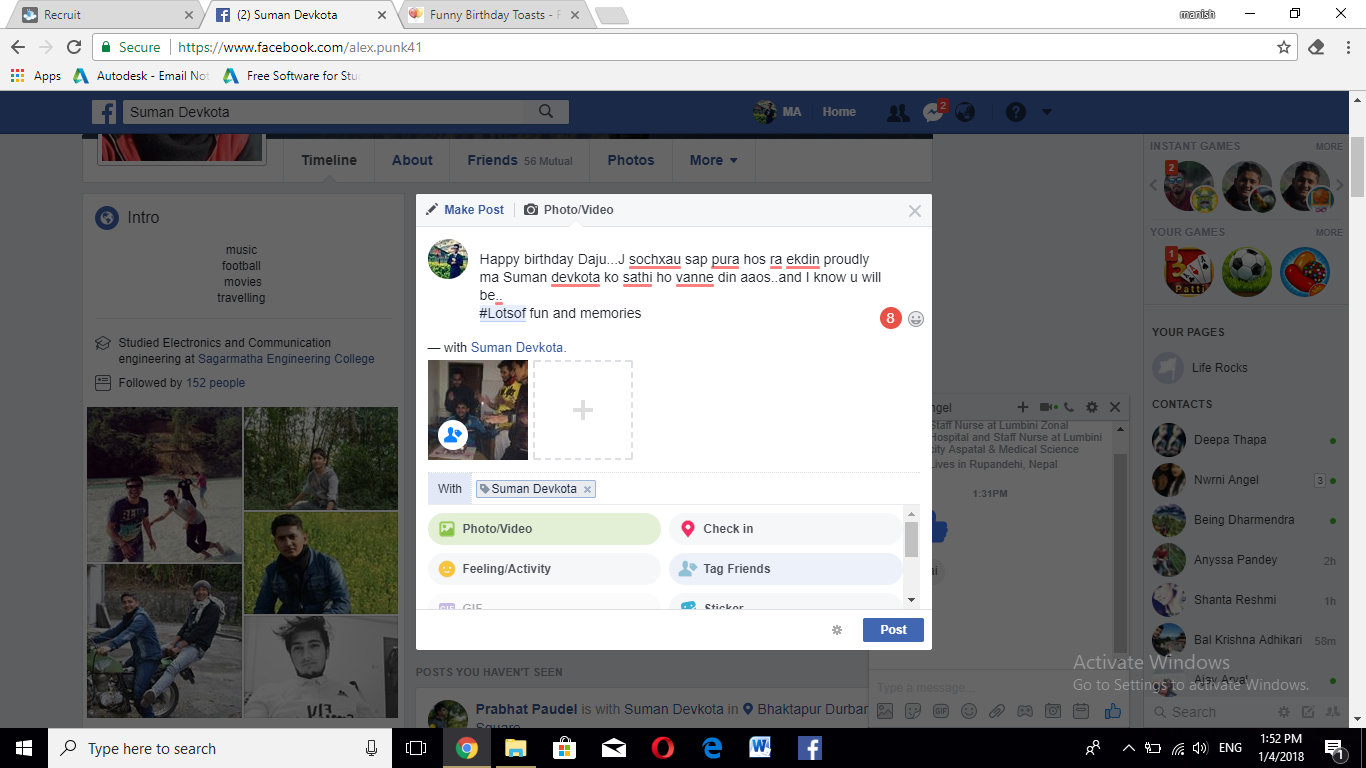 Recruit
(2) Suman Devkota
Funny Birthday Toasts - F
manish
Secure
https://www.facebook.com/alex.punk41
Apps
Autodesk - Email Not
Free Software for Stu
Suman Devkota
MA
Home
2
Timeline
About
Friends 56 Mutual
Photos
More
Intro
music
football
movies
travelling
Studied Electronics and Communication
engineering at Sagarmatha Engineering College
Followed by 152 people
Make Post
Photo/Video
Happy birthday Daju...J sochxau sap pura hos ra ekdin proudly
ma Suman devkota ko sathi ho vanne din aaos..and I know u will
be..
#Lotsof fun and memories
8
— with Suman Devkota.
With
Suman Devkota
Photo/Video
Check in
Feeling/Activity
Tag Friends
GIF
Sticker
Post
POSTS YOU HAVEN'T SEEN
Prabhat Paudel is with Suman Devkota in Bhaktapur Durbar
Square
ngel
Staff Nurse at Lumbini Zonal
Hospital and Staff Nurse at Lumbini
city Aspatal & Medical Science
Lives in Rupandehi, Nepal
1:31PM
Type a message...
GIF
INSTANT GAMES
MORE
2
YOUR GAMES
MORE
1
Patti
YOUR PAGES
Life Rocks
CONTACTS
Deepa Thapa
Nwrni Angel
3
Being Dharmendra
Anyssa Pandey
2h
Shanta Reshmi
1h
Bal Krishna Adhikari
58m
Ajay Aryal
Search
Activate Windows
Go to Settings to activate Windows.
Type here to search
ENG
1:52 PM
1/4/2018
1